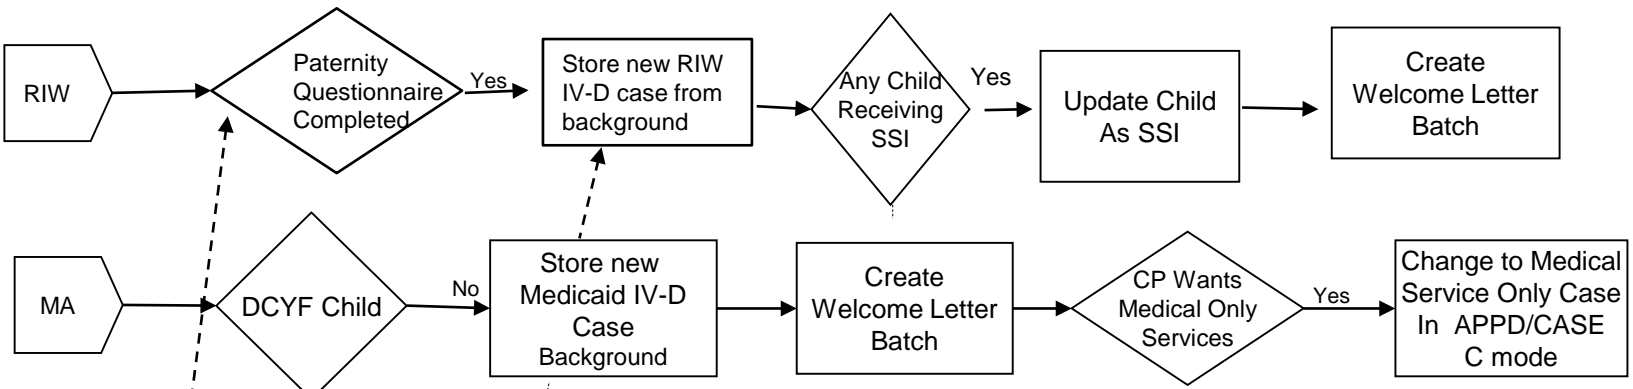 RIW
Paternity
Questionnaire
Completed
Yes
Store new RIW
IV-D case from
background
Any Child
Receiving
SSI
Yes
Update Child
As SSI
Create
Welcome Letter
Batch
MA
DCYF Child
No
Store new
Medicaid IV-D
Case
Background
Create
Welcome Letter
Batch
CP Wants
Medical Only
Services
Yes
Change to Medical
Service Only Case
In APPD/CASE
C mode